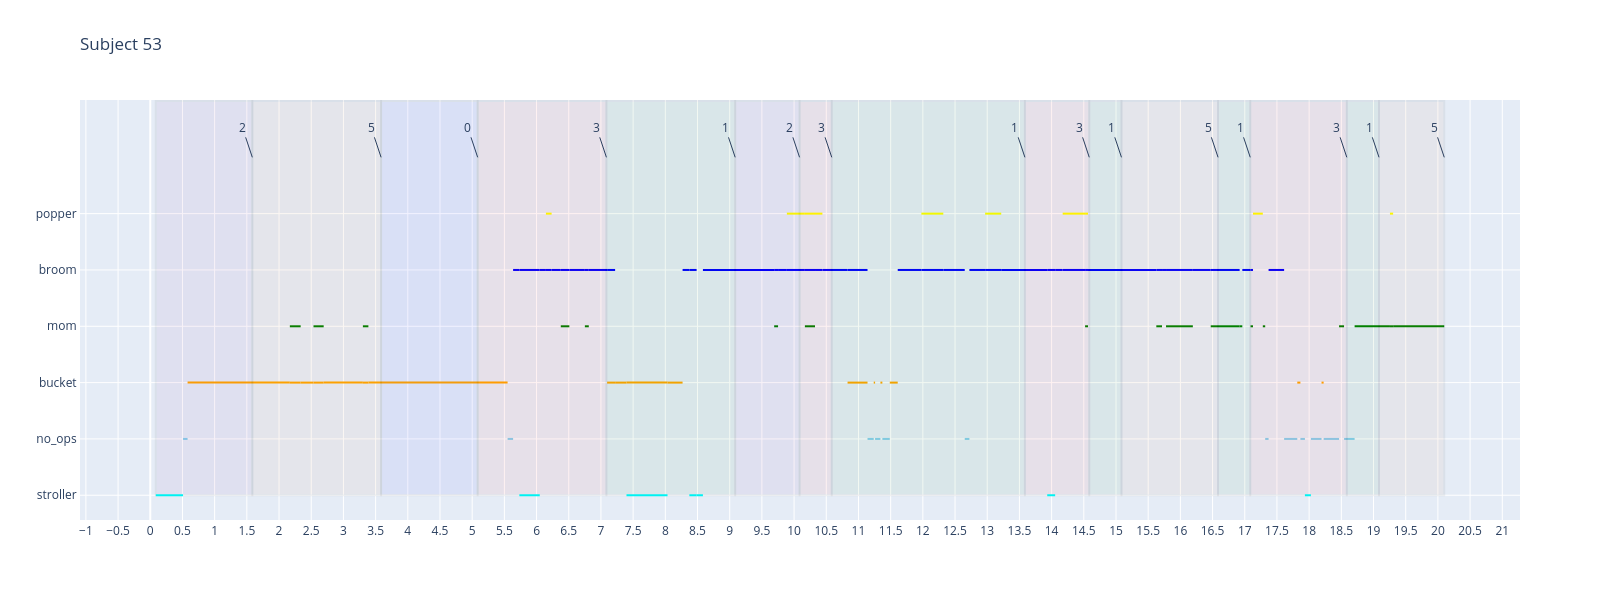 Subject 53
2 5 0 3 1 2 3 1 3 1 5 1 3 1 5
popper
broom
mom
bucket
no_ops
stroller
−1 −0.5 0 0.5 1 1.5 2 2.5 3 3.5 4 4.5 5 5.5 6 6.5 7 7.5 8 8.5 9 9.5 10 10.5 11 11.5 12 12.5 13 13.5 14 14.5 15 15.5 16 16.5 17 17.5 18 18.5 19 19.5 20 20.5 21